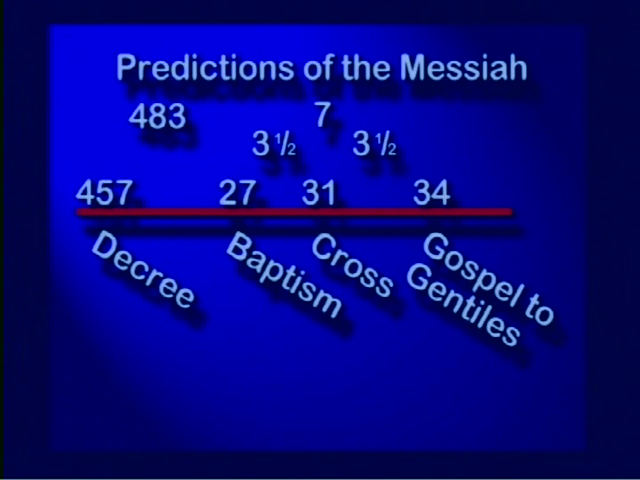 Predictions of the Messiah
483
7
3 ½ 3 ½
457 27 31 34
Decree
Baptism
Cross
Gospel to
Gentiles